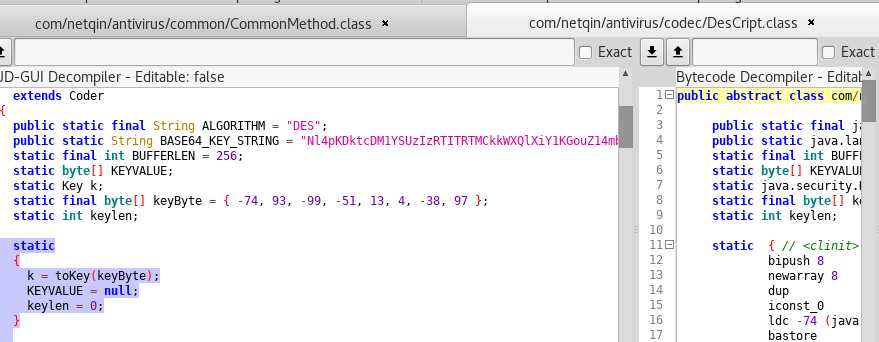 com/netqin/antivirus/common/CommonMethod.class ×
com/netqin/antivirus/codec/DesCript.class ×
Exact
Exact
JD-GUI Decompiler - Editable: false
extends Coder
{
public static final String ALGORITHM = "DES";
public static String BASE64_KEY_STRING = "Nl4pKDktcDM1YSUzIzRTITRTMCkkWXQlXiY1KGouZ14mb
static final int BUFFERLEN = 256;
static byte[] KEYVALUE;
static Key k;
static final byte[] keyByte = { -74, 93, -99, -51, 13, 4, -38, 97 };
static int keylen;
static
{
k = toKey(keyByte);
KEYVALUE = null;
keylen = 0;
}
Bytecode Decompiler - Edital
1 public abstract class com/n
2
3 public static final ja
4 public static java.lan
5 static final int BUFF
6 static byte[] KEYVALU
7 static java.security.
8 static final byte[] k
9 static int keylen;
10
11 static { // <clinit>
12 bipush 8
13 newarray 8
14 dup
15 iconst_0
16 ldc -74 (java
17 bastore